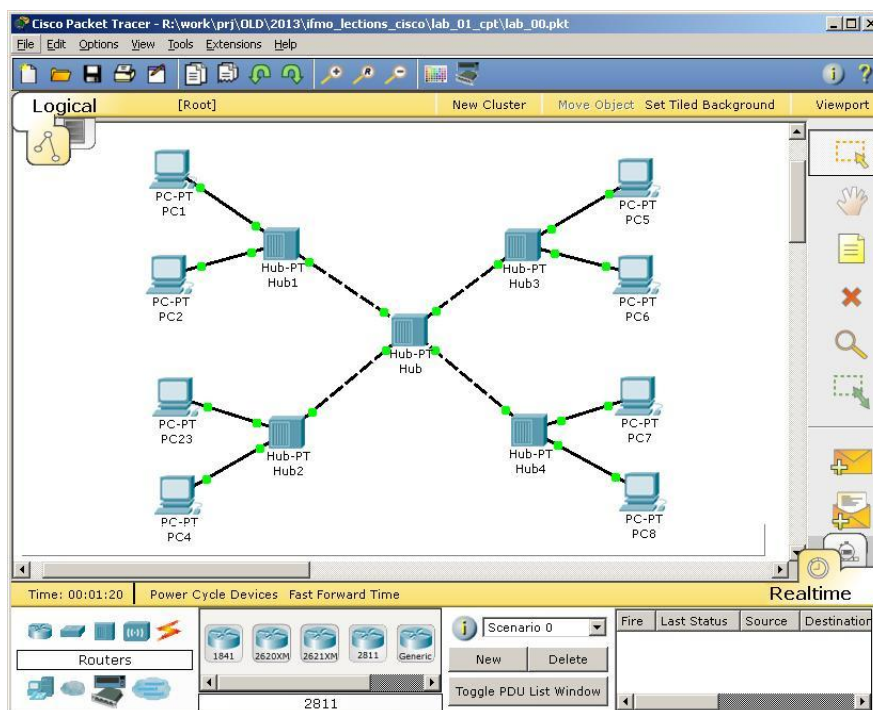 Cisco Packet Tracer - R:\work\prj\OLD\2013\ifmo_lections_cisco\lab_01_cpt\lab_00.pkt
File Edit Options View Tools Extensions Help
Logical [Root] New Cluster Move Object Set Tiled Background Viewport
PC-PT
PC1
PC-PT
PC5
Hub-PT
Hub1
Hub-PT
Hub3
PC-PT
PC2
PC-PT
PC6
Hub-PT
Hub
PC-PT
PC23
PC-PT
PC7
Hub-PT
Hub2
Hub-PT
Hub4
PC-PT
PC4
PC-PT
PC8
Time: 00:01:20 Power Cycle Devices Fast Forward Time Realtime
Routers
1841 2620XM 2621XM 2811 Generic
2811
Scenario 0
New Delete
Toggle PDU List Window
Fire Last Status Source Destination